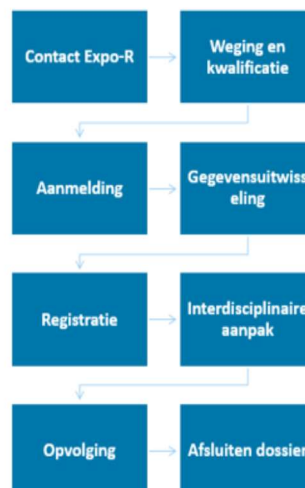 Contact Expo-R
Weging en
kwalificatie
Aanmelding
Gegevensuitwiss
eling
Registratie
Interdisciplinaire
aanpak
Opvolging
Afsluiten dossier